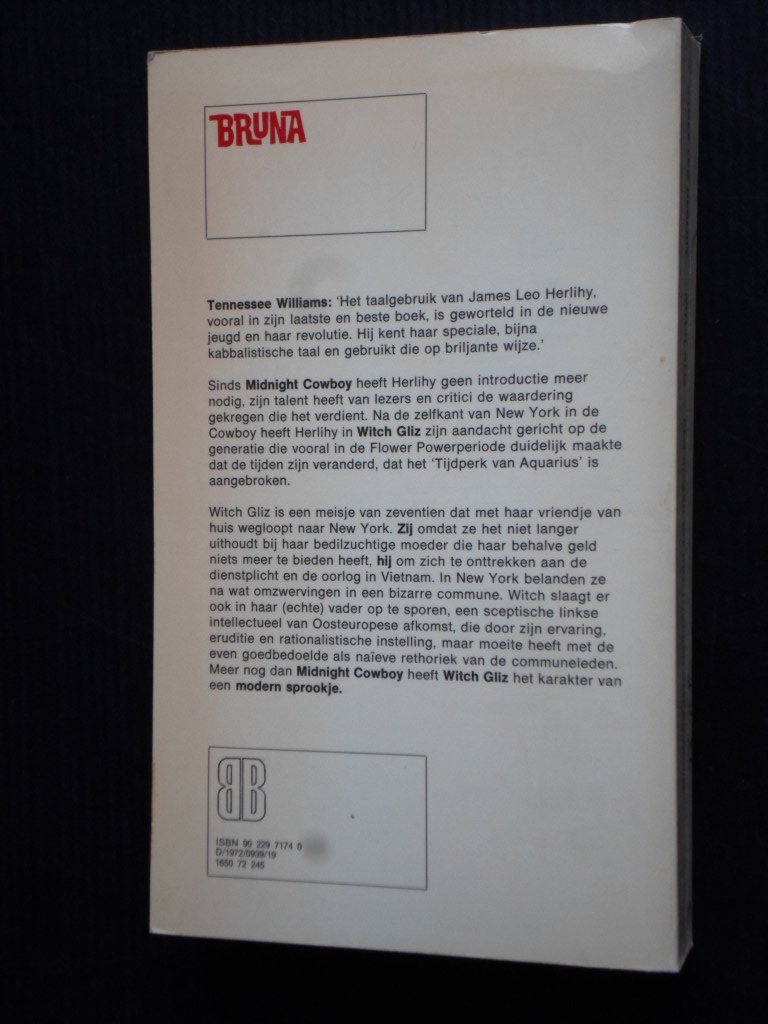 BRUNA
Tennessee Williams: 'Het taalgebruik van James Leo Herlihy,
vooral in zijn laatste en beste boek, is geworteld in de nieuwe
jeugd en haar revolutie. Hij kent haar speciale, bijna
kabbalistische taal en gebruikt die op briljante wijze.'
Sinds Midnight Cowboy heeft Herlihy geen introductie meer
nodig, zijn talent heeft van lezers en critici de waardering
gekregen die het verdient. Na de zelfkant van New York in de
Cowboy heeft Herlihy in Witch Gliz zijn aandacht gericht op de
generatie die vooral in de Flower Powerperiode duidelijk maakte
dat de tijden zijn veranderd, dat het 'Tijdperk van Aquarius' is
aangebroken.
Witch Gliz is een meisje van zeventien dat met haar vriendje van
huis wegloopt naar New York. Zij omdat ze het niet langer
uithoudt bij haar bedilzuchtige moeder die haar behalve geld
niets meer te bieden heeft, hij om zich te onttrekken aan de
dienstplicht en de oorlog in Vietnam. In New York belanden ze
na wat omzwervingen in een bizarre commune. Witch slaagt er
ook in haar (echte) vader op te sporen, een sceptische linkse
intellectueel van Oosteuropese afkomst, die door zijn ervaring,
eruditie en rationalistische instelling, maar moeite heeft met de
even goedbedoelde als naïeve rethoriek van de communeleden.
Meer nog dan Midnight Cowboy heeft Witch Gliz het karakter van
een modern sprookje.
BB
ISBN 90 229 7174 0
D/1972/0939/19
1650 72 245